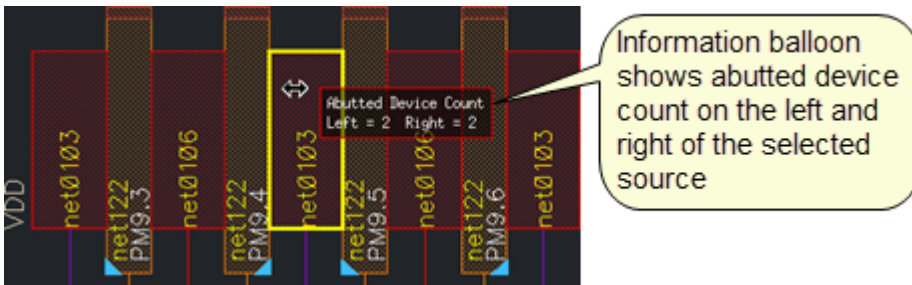 Abutted Device Count
Left = 2 Right = 2
VDD
net0103
net122
PM9.3
net0106
net122
PM9.4
net0103
net122
PM9.5
net0106
net122
PM9.6
net0103
Information balloon
shows abutted device
count on the left and
right of the selected
source